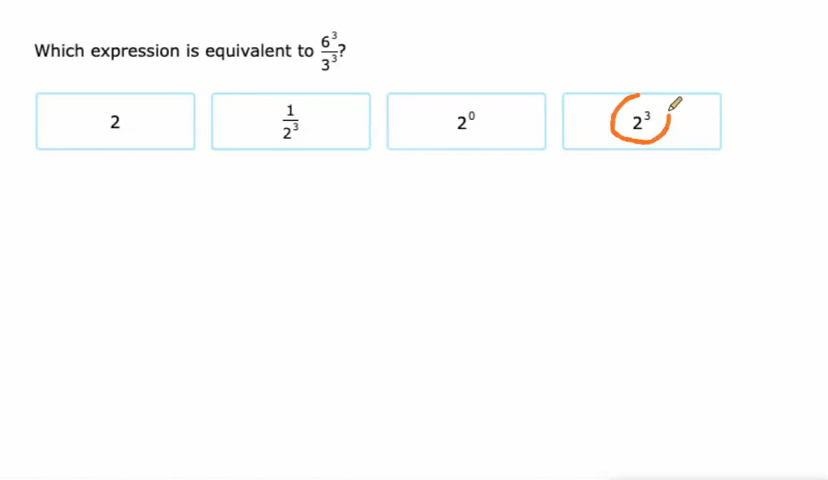 Which expression is equivalent to 6³/3³?
2
1/2³
2⁰
2³